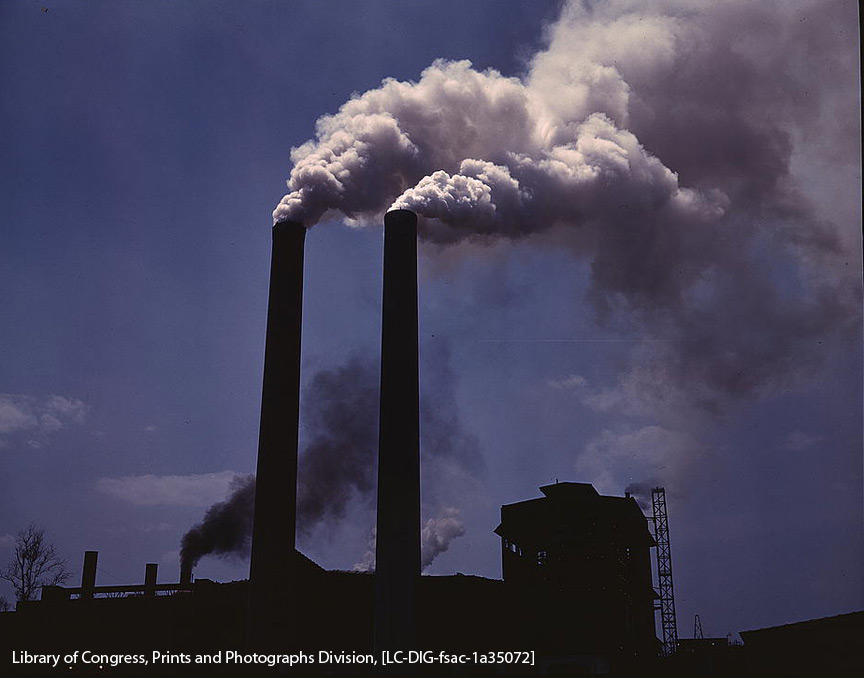 Library of Congress, Prints and Photographs Division, [LC-DIG-fsac-1a35072]